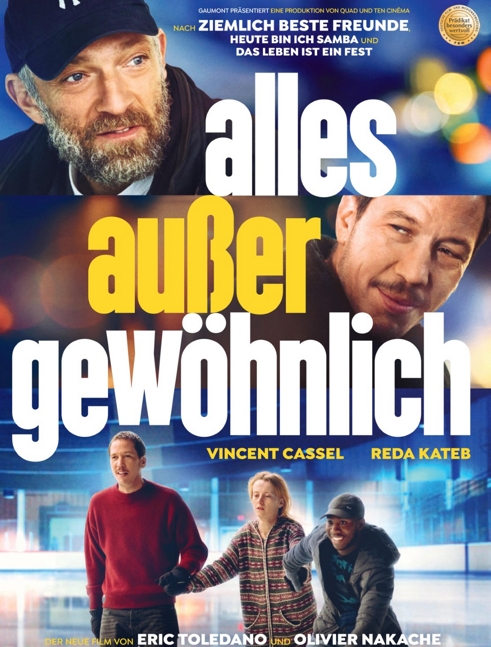 GAUMONT PRÄSENTIERT EINE PRODUKTION VON QUAD UND TEN CINÉMA
NACH ZIEMLICH BESTE FREUNDE,
HEUTE BIN ICH SAMBA UND
DAS LEBEN IST EIN FEST
Prädikat
besonders
wertvoll
alles
außer
gewöhnlich
VINCENT CASSEL REDA KATEB
DER NEUE FILM VON ERIC TOLEDANO UND OLIVIER NAKACHE